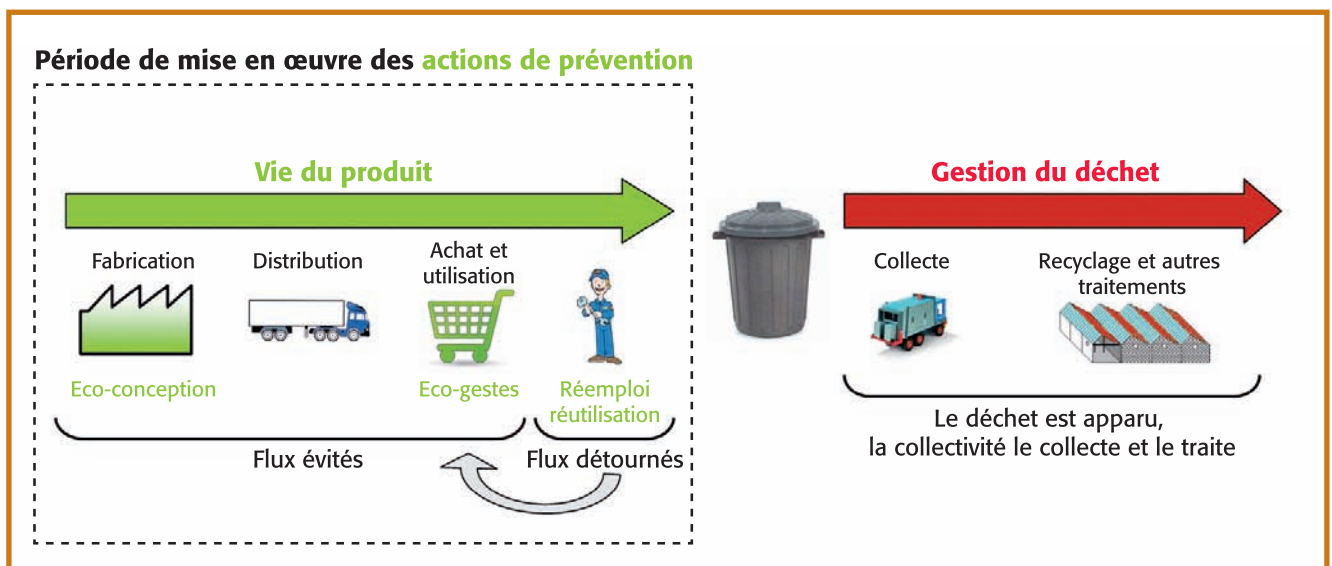 Période de mise en œuvre des actions de prévention
Vie du produit
Gestion du déchet
Fabrication
Distribution
Achat et
utilisation
Collecte
Recyclage et autres
traitements
Eco-conception
Eco-gestes
Réemploi
réutilisation
Flux évités
Flux détournés
Le déchet est apparu,
la collectivité le collecte et le traite